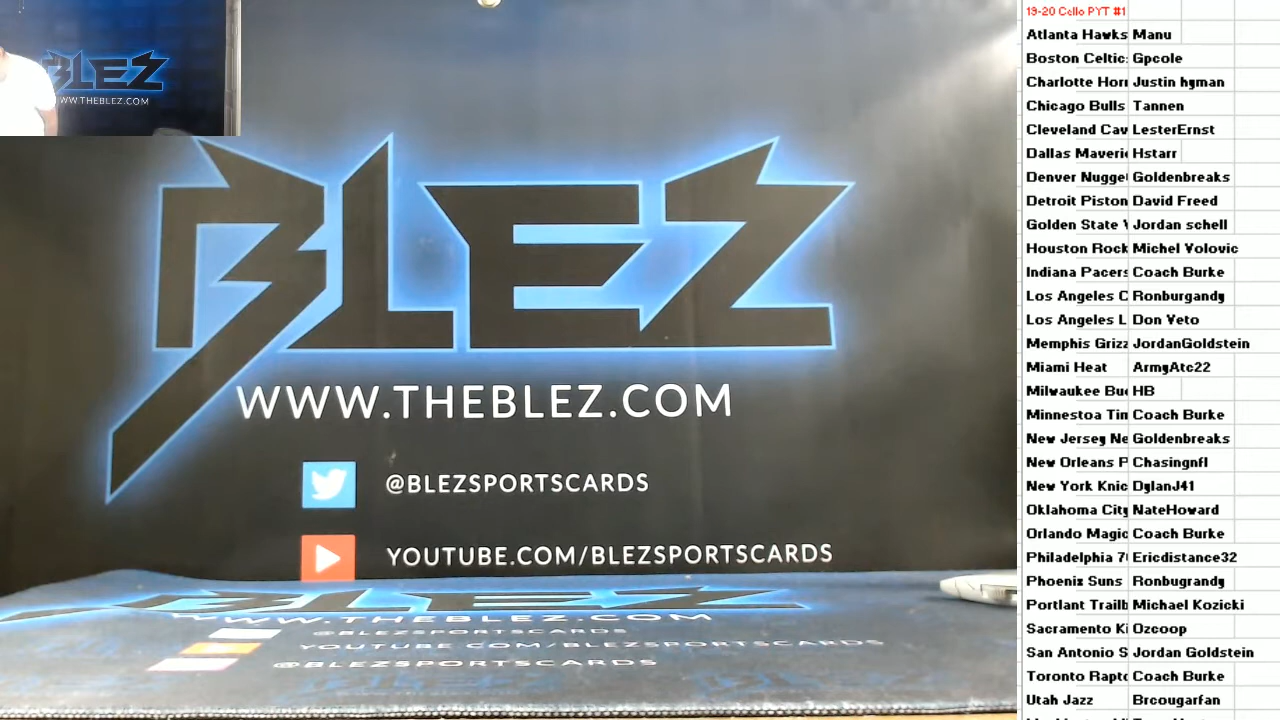 BLEZ
WWW.THEBLEZ.COM
BLEZ
WWW.THEBLEZ.COM
@BLEZSPORTSCARDS
YOUTUBE.COM/BLEZSPORTSCARDS
BLEZ
WWW.THEBLEZ.COM
@BLEZSPORTSCARDS
YOUTUBE COM/BLEZSPORTSCARDS
@BLEZSPORTSCARDS
19-20 Cello PYT #1
Atlanta Hawks Manu
Boston Celtic Gpcole
Charlotte Horn Justin hyman
Chicago Bulls Tannen
Cleveland Cav LesterErnst
Dallas Maveric Hstarr
Denver Nugget Goldenbreaks
Detroit Piston David Freed
Golden State Jordan schell
Houston Rock Michel Volovic
Indiana Pacers Coach Burke
Los Angeles C Ronburgandy
Los Angeles L Don Veto
Memphis Grizz JordanGoldstein
Miami Heat ArmyAtc22
Milwaukee Buc HB
Minnestoa Tim Coach Burke
New Jersey Ne Goldenbreaks
New Orleans P Chasingnfl
New York Knic DylanJ41
Oklahoma City NateHoward
Orlando Magic Coach Burke
Philadelphia 7 Ericdistance32
Phoenix Suns Ronbugrandy
Portlant Trailb Michael Kozicki
Sacramento Ki Ozcoop
San Antonio S Jordan Goldstein
Toronto Rapto Coach Burke
Utah Jazz Brcougarfan